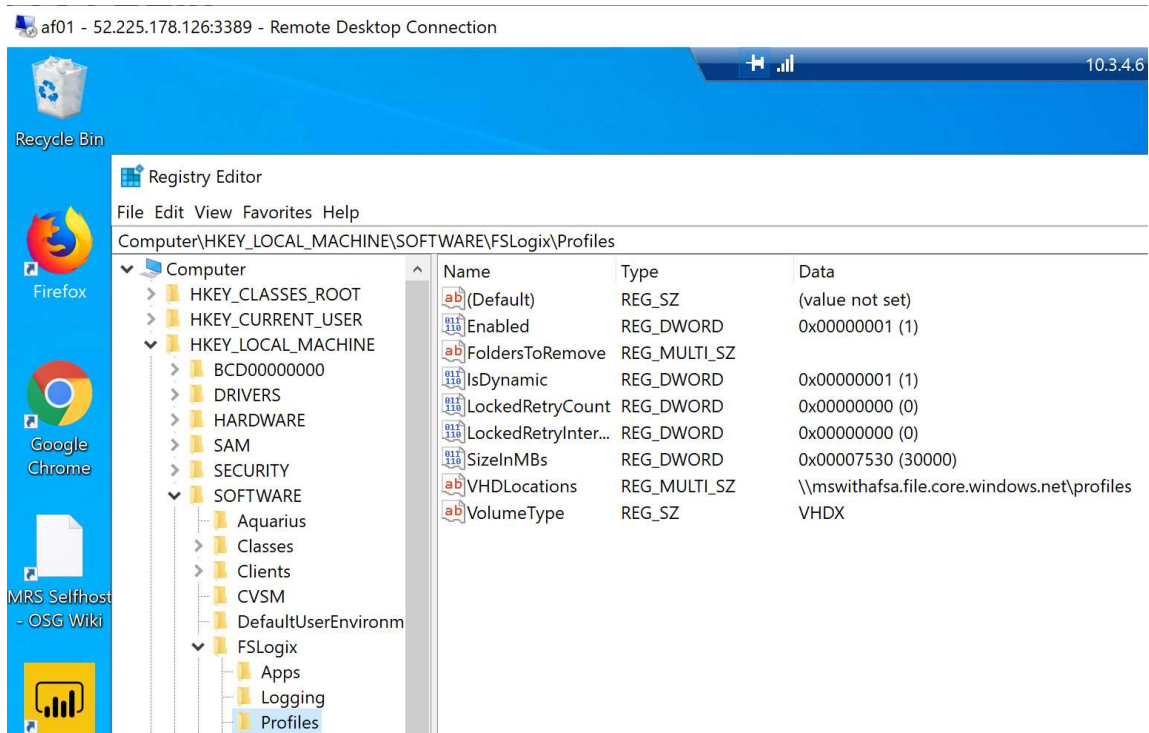 af01 - 52.225.178.126:3389 - Remote Desktop Connection
10.3.4.6
Recycle Bin
Registry Editor
File Edit View Favorites Help
Computer\HKEY_LOCAL_MACHINE\SOFTWARE\FSLogix\Profiles
Firefox
Google
Chrome
MRS Selfhost
- OSG Wiki
Computer
HKEY_CLASSES_ROOT
HKEY_CURRENT_USER
HKEY_LOCAL_MACHINE
BCD00000000
DRIVERS
HARDWARE
SAM
SECURITY
SOFTWARE
Aquarius
Classes
Clients
CVSM
DefaultUserEnvironm
FSLogix
Apps
Logging
Profiles
Name Type Data
(Default) REG_SZ (value not set)
Enabled REG_DWORD 0x00000001 (1)
FoldersToRemove REG_MULTI_SZ
IsDynamic REG_DWORD 0x00000001 (1)
LockedRetryCount REG_DWORD 0x00000000 (0)
LockedRetryInter... REG_DWORD 0x00000000 (0)
SizeInMBs REG_DWORD 0x00007530 (30000)
VHDLocations REG_MULTI_SZ \\mswithafsa.file.core.windows.net\profiles
VolumeType REG_SZ VHDX